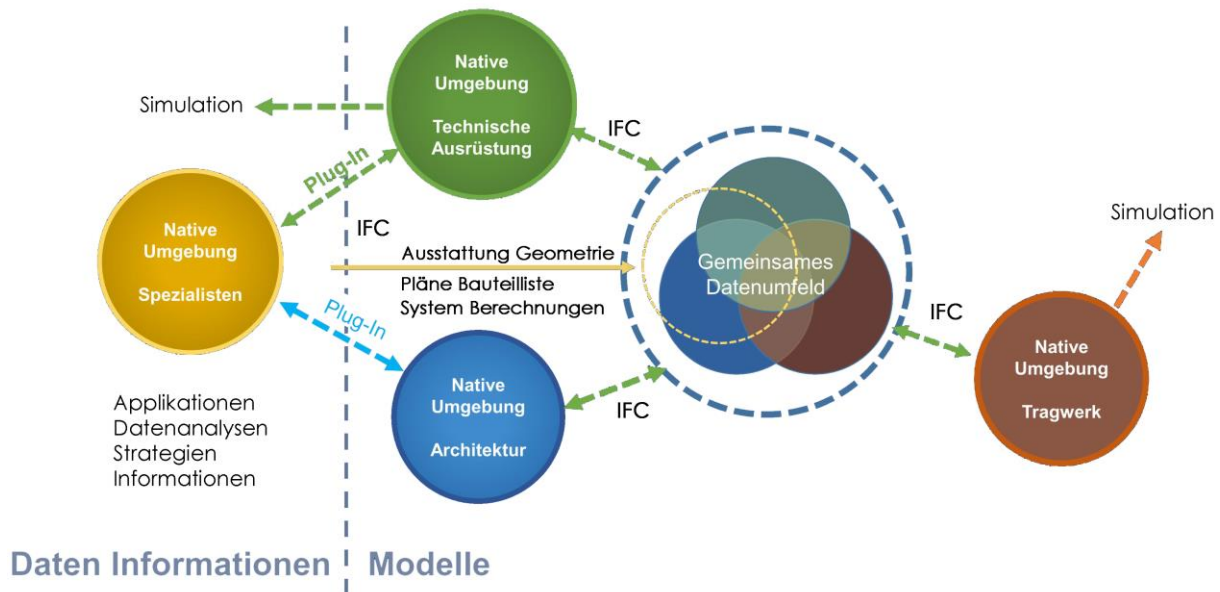 Native
Umgebung
Technische
Ausrüstung
Simulation
IFC
Plug-In
Native
Umgebung
Spezialisten
IFC
Ausstattung Geometrie
Pläne Bauteilliste
System Berechnungen
Gemeinsames
Datenumfeld
Simulation
Plug-In
IFC
Native
Umgebung
Tragwerk
Native
Umgebung
Architektur
IFC
Applikationen
Datenanalysen
Strategien
Informationen
Daten Informationen
Modelle